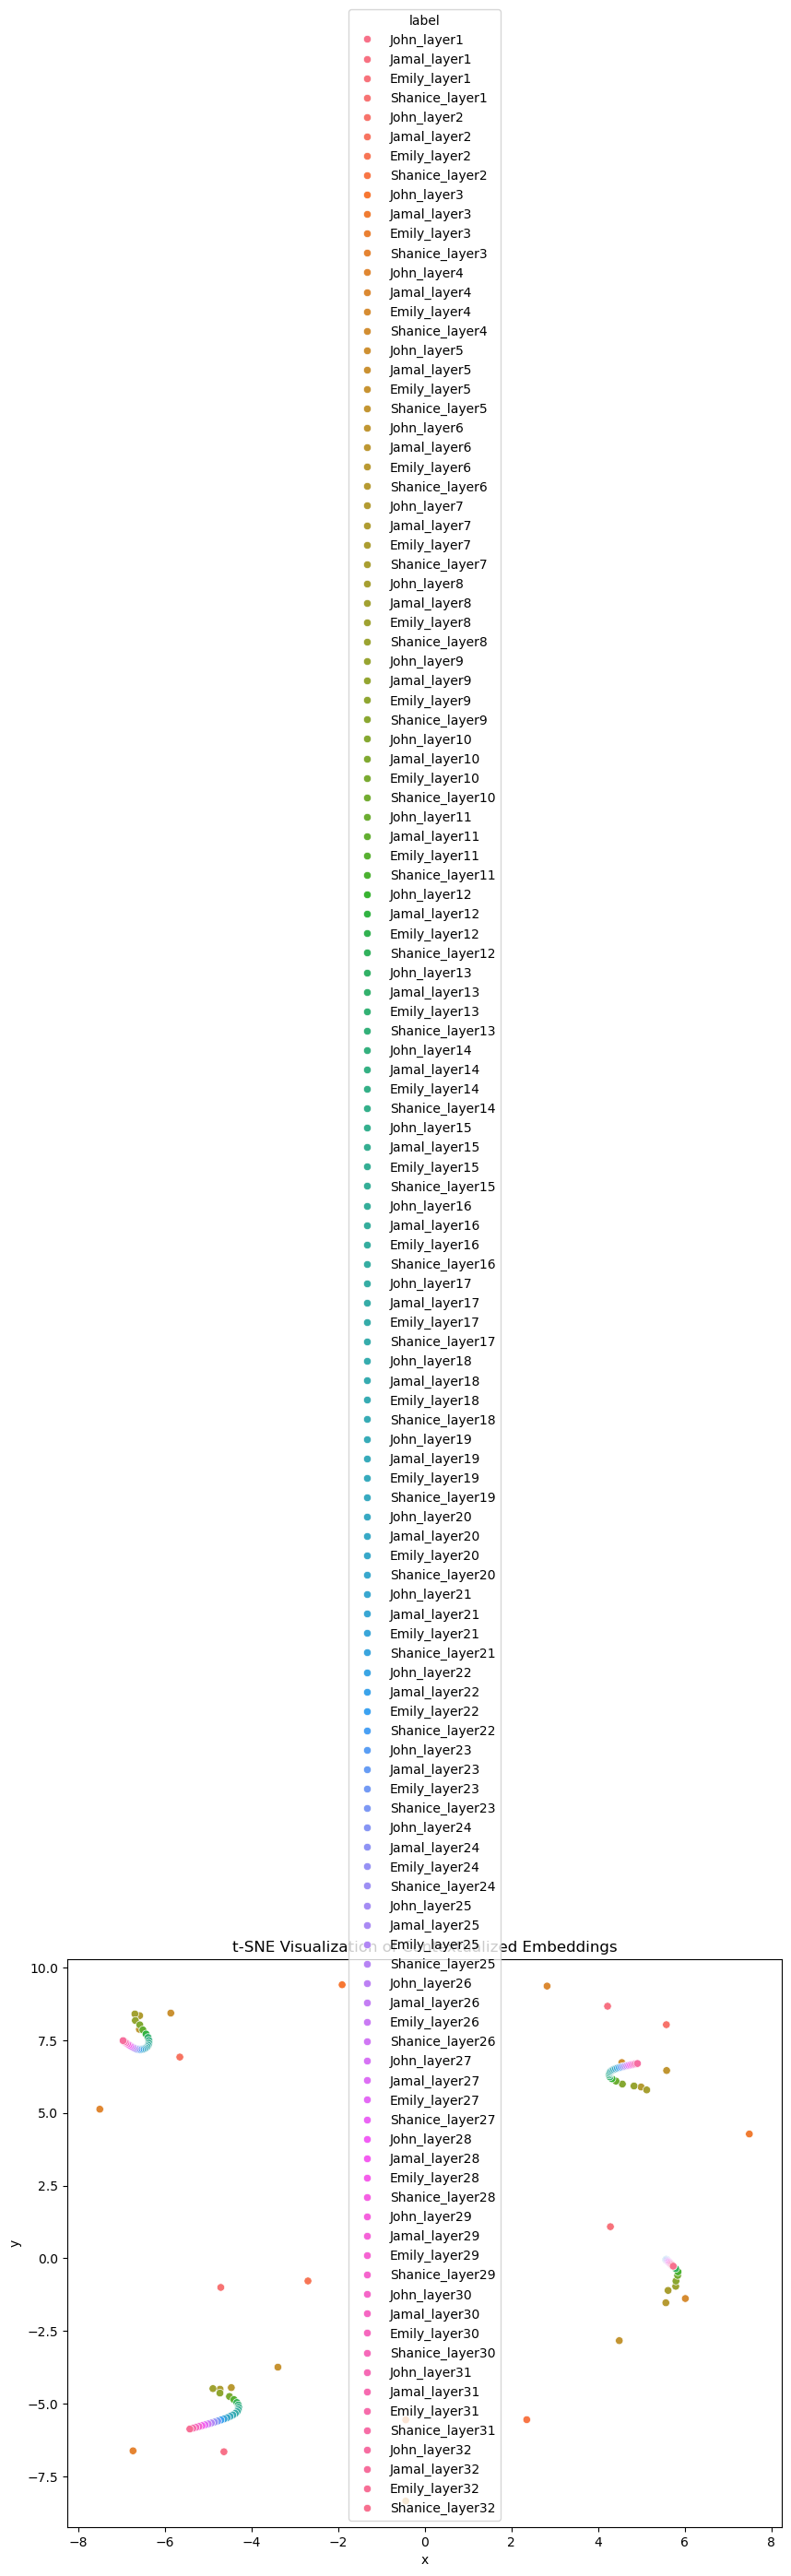 label
John_layer1
Jamal_layer1
Emily_layer1
Shanice_layer1
John_layer2
Jamal_layer2
Emily_layer2
Shanice_layer2
John_layer3
Jamal_layer3
Emily_layer3
Shanice_layer3
John_layer4
Jamal_layer4
Emily_layer4
Shanice_layer4
John_layer5
Jamal_layer5
Emily_layer5
Shanice_layer5
John_layer6
Jamal_layer6
Emily_layer6
Shanice_layer6
John_layer7
Jamal_layer7
Emily_layer7
Shanice_layer7
John_layer8
Jamal_layer8
Emily_layer8
Shanice_layer8
John_layer9
Jamal_layer9
Emily_layer9
Shanice_layer9
John_layer10
Jamal_layer10
Emily_layer10
Shanice_layer10
John_layer11
Jamal_layer11
Emily_layer11
Shanice_layer11
John_layer12
Jamal_layer12
Emily_layer12
Shanice_layer12
John_layer13
Jamal_layer13
Emily_layer13
Shanice_layer13
John_layer14
Jamal_layer14
Emily_layer14
Shanice_layer14
John_layer15
Jamal_layer15
Emily_layer15
Shanice_layer15
John_layer16
Jamal_layer16
Emily_layer16
Shanice_layer16
John_layer17
Jamal_layer17
Emily_layer17
Shanice_layer17
John_layer18
Jamal_layer18
Emily_layer18
Shanice_layer18
John_layer19
Jamal_layer19
Emily_layer19
Shanice_layer19
John_layer20
Jamal_layer20
Emily_layer20
Shanice_layer20
John_layer21
Jamal_layer21
Emily_layer21
Shanice_layer21
John_layer22
Jamal_layer22
Emily_layer22
Shanice_layer22
John_layer23
Jamal_layer23
Emily_layer23
Shanice_layer23
John_layer24
Jamal_layer24
Emily_layer24
Shanice_layer24
John_layer25
Jamal_layer25
Emily_layer25
Shanice_layer25
John_layer26
Jamal_layer26
Emily_layer26
Shanice_layer26
John_layer27
Jamal_layer27
Emily_layer27
Shanice_layer27
John_layer28
Jamal_layer28
Emily_layer28
Shanice_layer28
John_layer29
Jamal_layer29
Emily_layer29
Shanice_layer29
John_layer30
Jamal_layer30
Emily_layer30
Shanice_layer30
John_layer31
Jamal_layer31
Emily_layer31
Shanice_layer31
John_layer32
Jamal_layer32
Emily_layer32
Shanice_layer32
t-SNE Visualization of Embeddings
10.0
7.5
5.0
2.5
0.0
−2.5
−5.0
−7.5
y
−8 −6 −4 −2 0 2 4 6 8
x